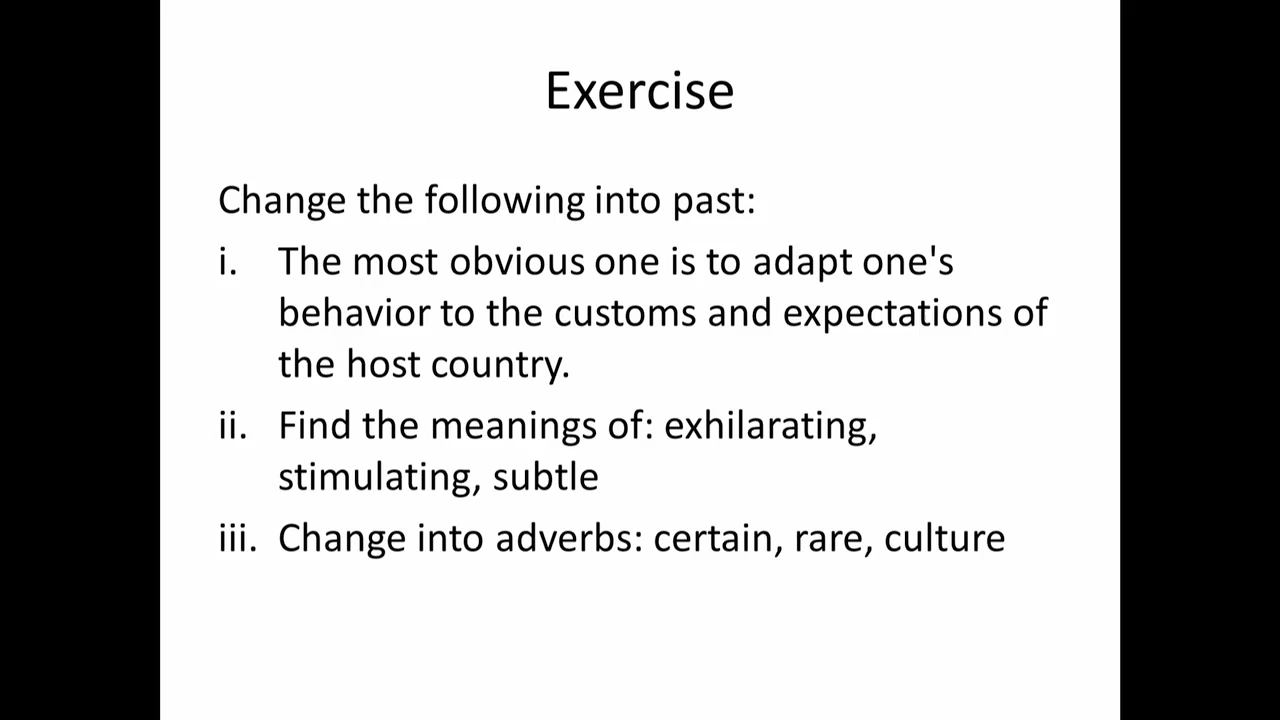 Exercise
Change the following into past:
i. The most obvious one is to adapt one's
behavior to the customs and expectations of
the host country.
ii. Find the meanings of: exhilarating,
stimulating, subtle
iii. Change into adverbs: certain, rare, culture